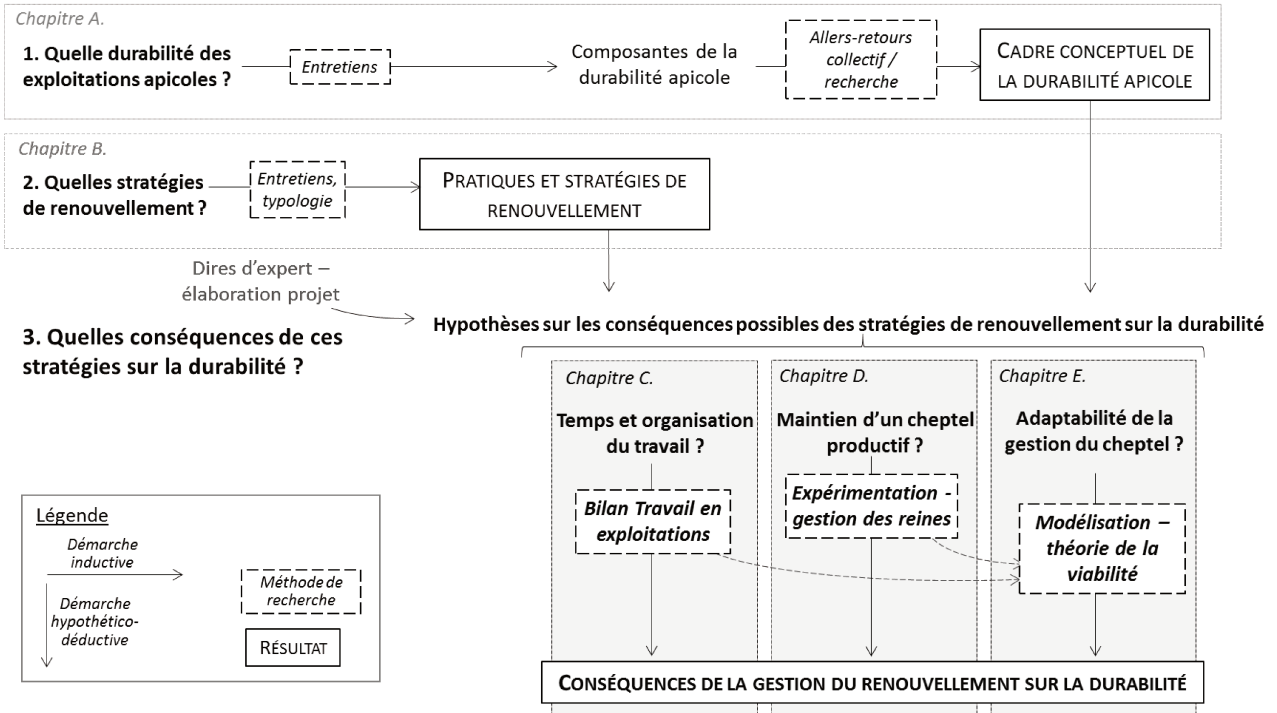 Chapitre A.
1. Quelle durabilité des
exploitations apicoles ?
Entretiens
Composantes de la
durabilité apicole
Allers-retours
collectif /
recherche
CADRE CONCEPTUEL DE
LA DURABILITÉ APICOLE
Chapitre B.
2. Quelles stratégies
de renouvellement ?
Entretiens,
typologie
PRATIQUES ET STRATÉGIES DE
RENOUVELLEMENT
Dires d'expert –
élaboration projet
3. Quelles conséquences de ces
stratégies sur la durabilité ?
Hypothèses sur les conséquences possibles des stratégies de renouvellement sur la durabilité
Chapitre C.
Temps et organisation
du travail ?
Bilan Travail en
exploitations
Chapitre D.
Maintien d'un cheptel
productif ?
Expérimentation -
gestion des reines
Chapitre E.
Adaptabilité de la
gestion du cheptel ?
Modélisation –
théorie de la
viabilité
CONSÉQUENCES DE LA GESTION DU RENOUVELLEMENT SUR LA DURABILITÉ
Légende
Démarche
inductive
Démarche
hypothético-
déductive
Méthode de
recherche
RÉSULTAT